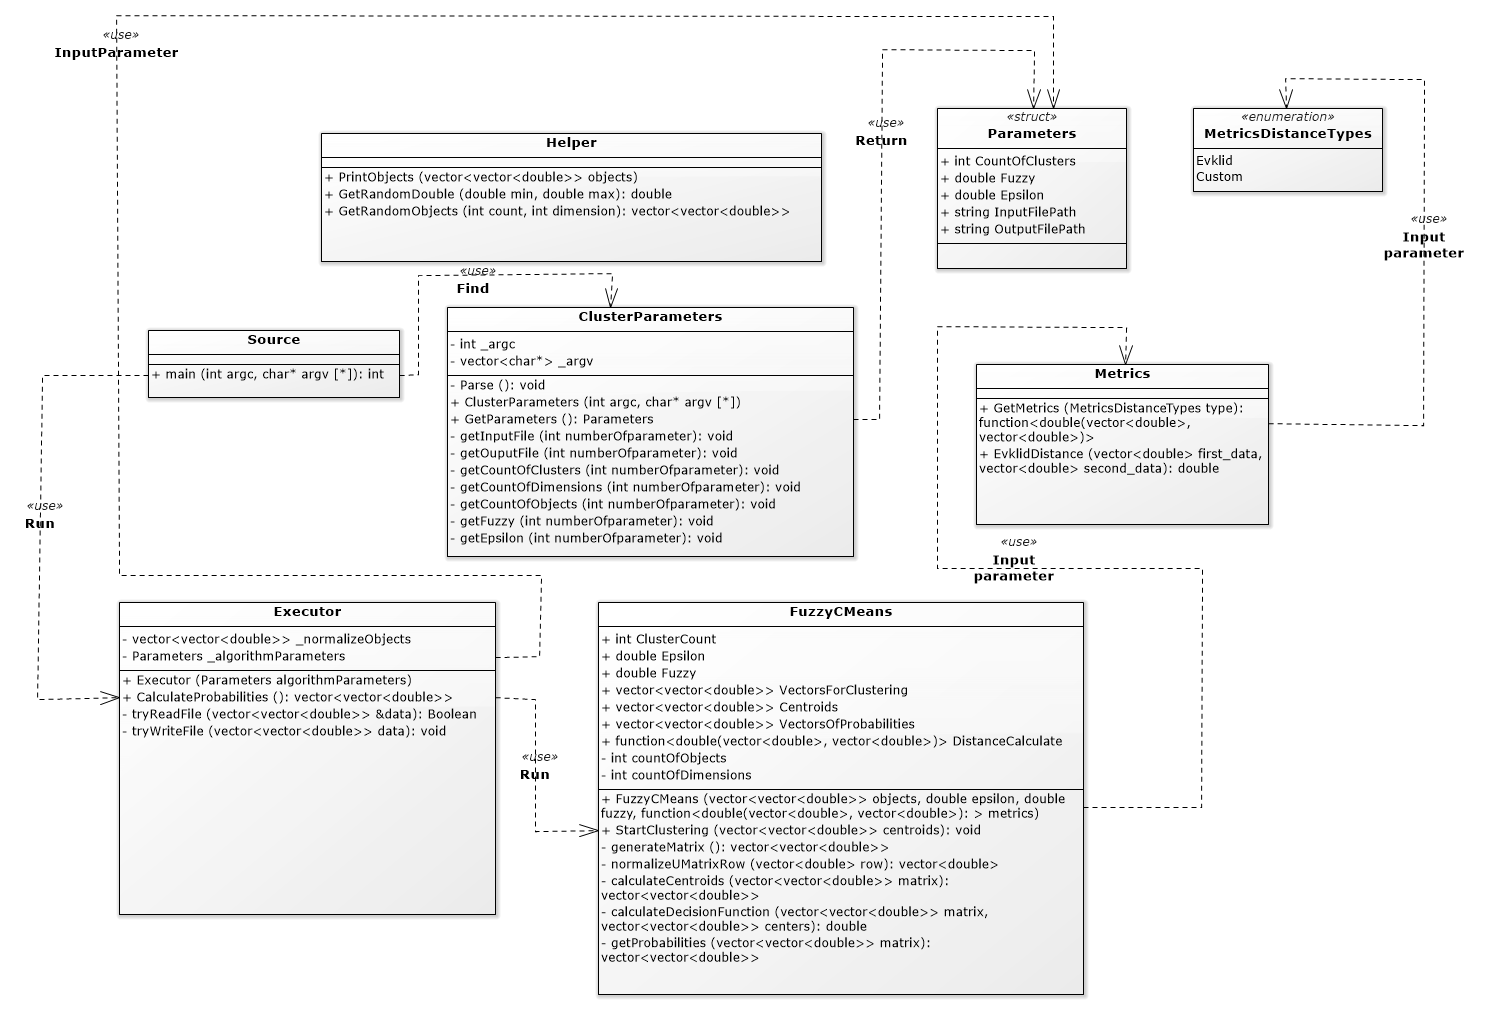 «use»
InputParameter
«use»
Return
«struct»
Parameters
+ int CountOfClusters
+ double Fuzzy
+ double Epsilon
+ string InputFilePath
+ string OutputFilePath
«enumeration»
MetricsDistanceTypes
Evklid
Custom
«use»
Input
parameter
Helper
+ PrintObjects (vector<vector<double>> objects)
+ GetRandomDouble (double min, double max): double
+ GetRandomObjects (int count, int dimension): vector<vector<double>>
«use»
Find
Source
+ main (int argc, char* argv [*]): int
ClusterParameters
- int _argc
- vector<char*> _argv
- Parse (): void
+ ClusterParameters (int argc, char* argv [*])
+ GetParameters (): Parameters
- getInputFile (int numberOfparameter): void
- getOuputFile (int numberOfparameter): void
- getCountOfClusters (int numberOfparameter): void
- getCountOfDimensions (int numberOfparameter): void
- getCountOfObjects (int numberOfparameter): void
- getFuzzy (int numberOfparameter): void
- getEpsilon (int numberOfparameter): void
Metrics
+ GetMetrics (MetricsDistanceTypes type):
function<double(vector<double>,
vector<double>)>
+ EvklidDistance (vector<double> first_data,
vector<double> second_data): double
«use»
Run
«use»
Input
parameter
Executor
- vector<vector<double>> _normalizeObjects
- Parameters _algorithmParameters
+ Executor (Parameters algorithmParameters)
+ CalculateProbabilities (): vector<vector<double>>
- tryReadFile (vector<vector<double>> &data): Boolean
- tryWriteFile (vector<vector<double>> data): void
«use»
Run
FuzzyCMeans
+ int ClusterCount
+ double Epsilon
+ double Fuzzy
+ vector<vector<double>> VectorsForClustering
+ vector<vector<double>> Centroids
+ vector<vector<double>> VectorsOfProbabilities
+ function<double(vector<double>, vector<double>)> DistanceCalculate
- int countOfObjects
- int countOfDimensions
+ FuzzyCMeans (vector<vector<double>> objects, double epsilon, double
fuzzy, function<double(vector<double>, vector<double>): > metrics)
+ StartClustering (vector<vector<double>> centroids): void
- generateMatrix (): vector<vector<double>>
- normalizeUMatrixRow (vector<double> row): vector<double>
- calculateCentroids (vector<vector<double>> matrix):
vector<vector<double>>
- calculateDecisionFunction (vector<vector<double>> matrix,
vector<vector<double>> centers): double
- getProbabilities (vector<vector<double>> matrix):
vector<vector<double>>